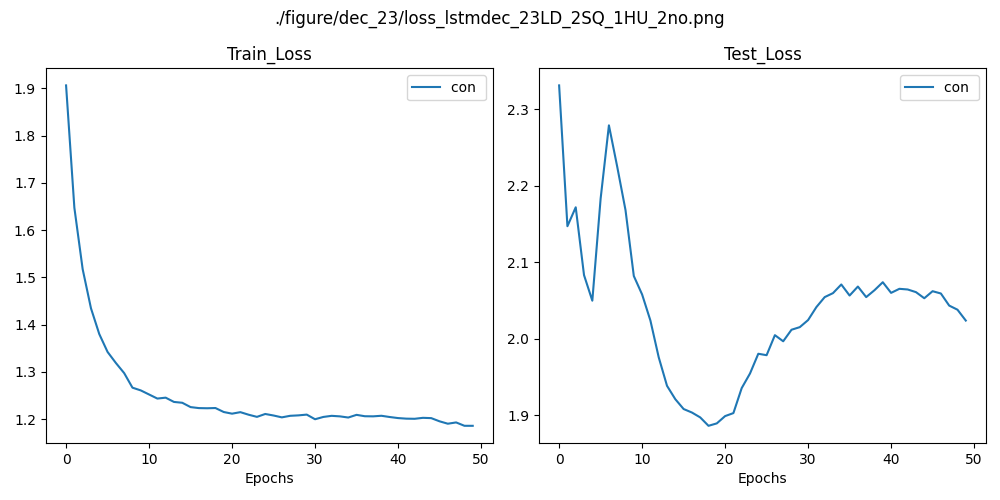 ./figure/dec_23/loss_lstmdec_23LD_2SQ_1HU_2no.png
Train_Loss
con
1.9
1.8
1.7
1.6
1.5
1.4
1.3
1.2
0 10 20 30 40 50
Epochs
Test_Loss
con
2.3
2.2
2.1
2.0
1.9
0 10 20 30 40 50
Epochs